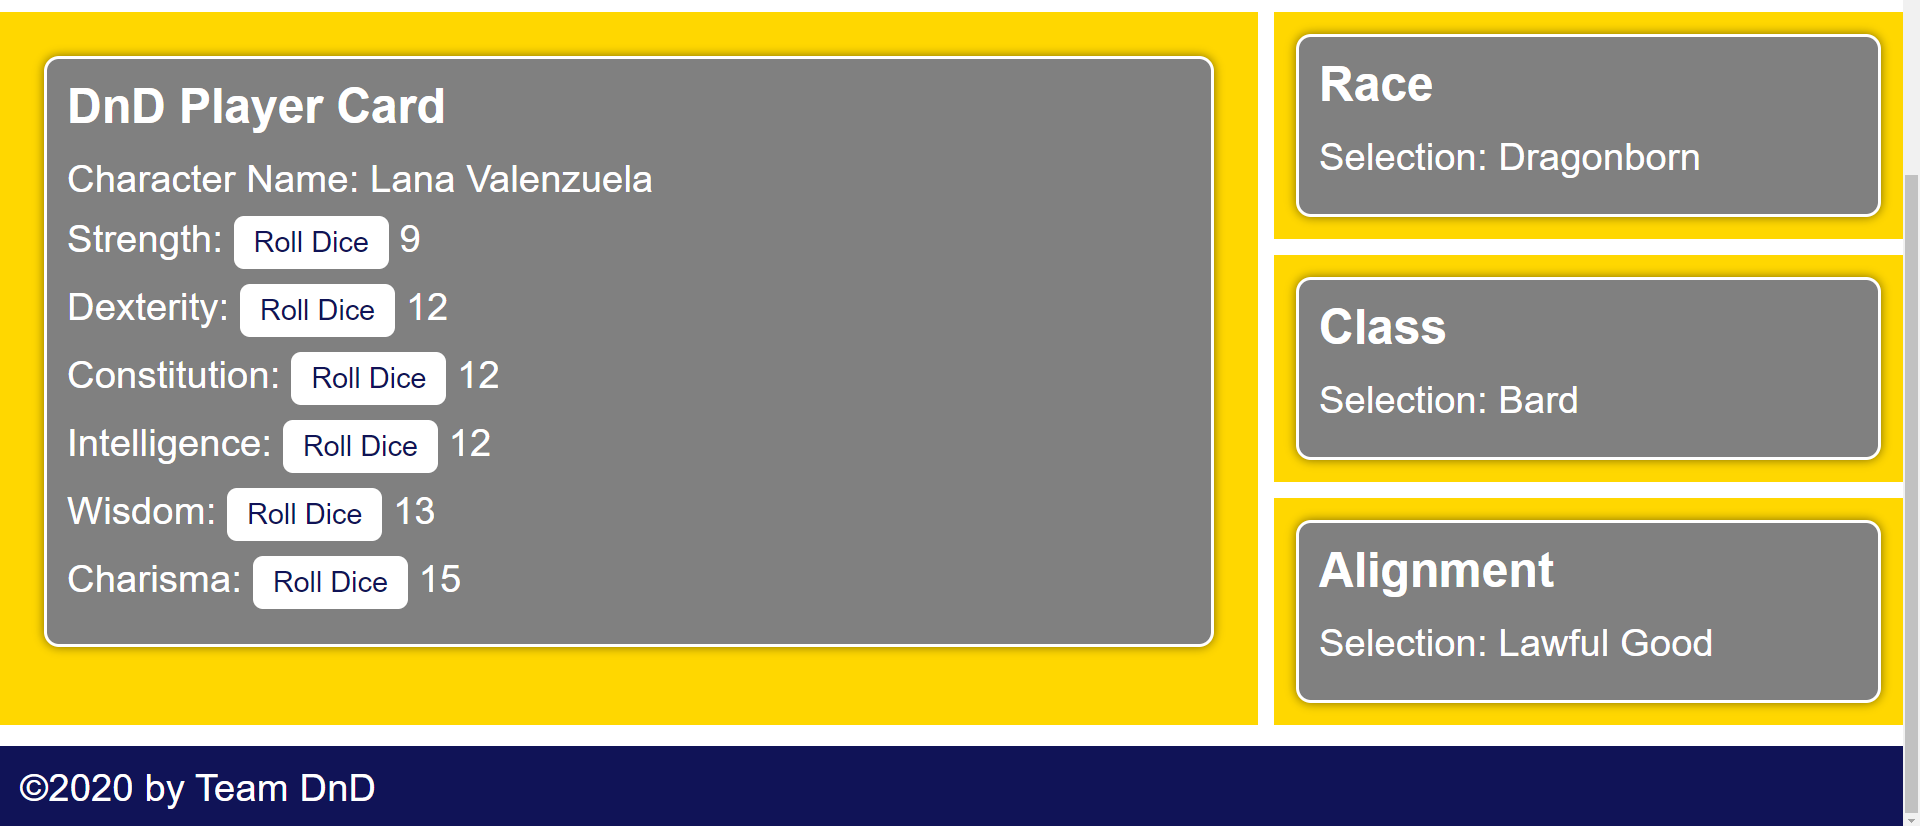 DnD Player Card
Character Name: Lana Valenzuela
Strength: Roll Dice 9
Dexterity: Roll Dice 12
Constitution: Roll Dice 12
Intelligence: Roll Dice 12
Wisdom: Roll Dice 13
Charisma: Roll Dice 15
Race
Selection: Dragonborn
Class
Selection: Bard
Alignment
Selection: Lawful Good
©2020 by Team DnD